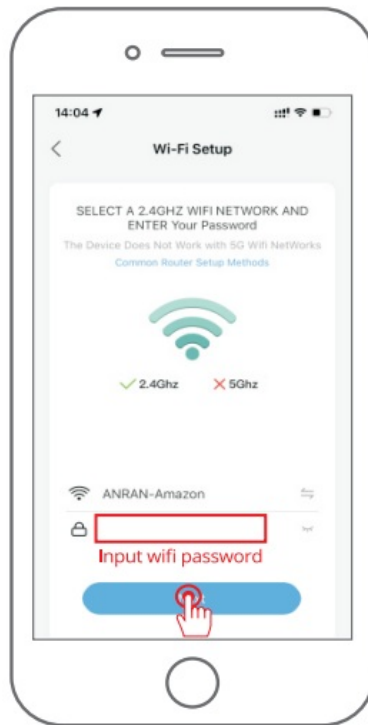 14:04
Wi-Fi Setup
SELECT A 2.4GHZ WIFI NETWORK AND
ENTER Your Password
The Device Does Not Work with 5G Wifi NetWorks
Common Router Setup Methods
2.4Ghz
5Ghz
ANRAN-Amazon
Input wifi password